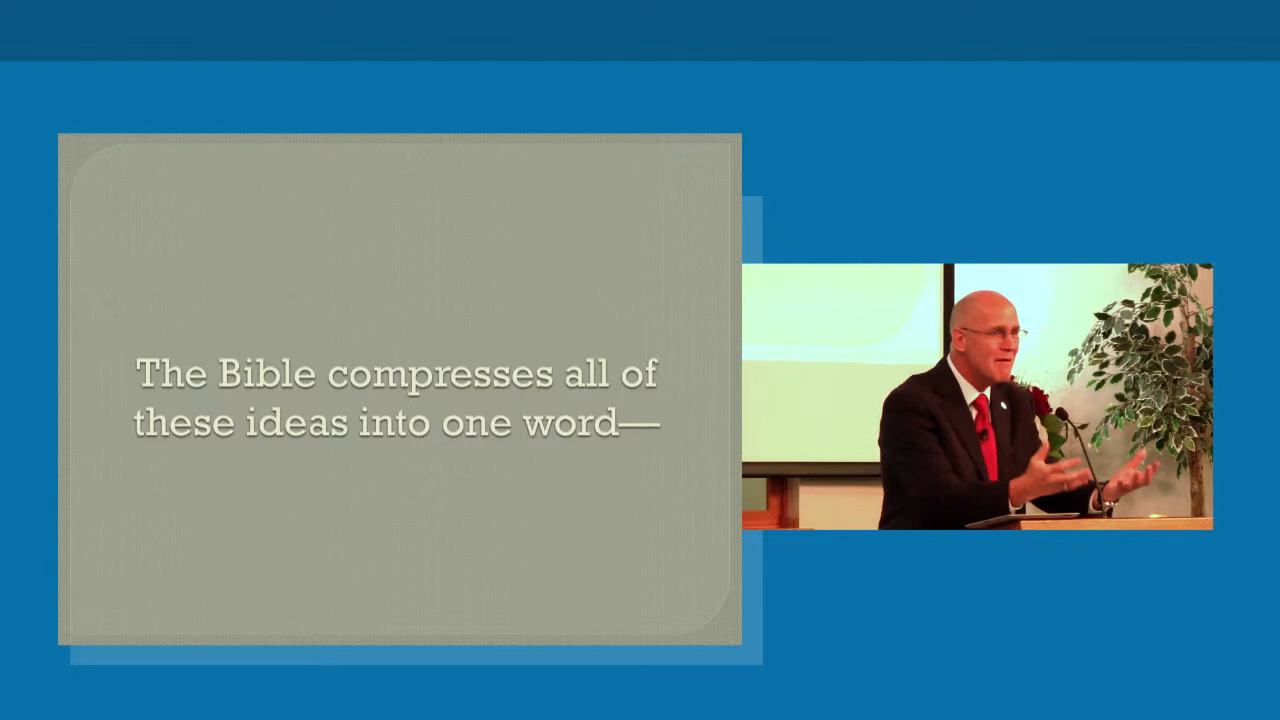 The Bible compresses all of
these ideas into one word—